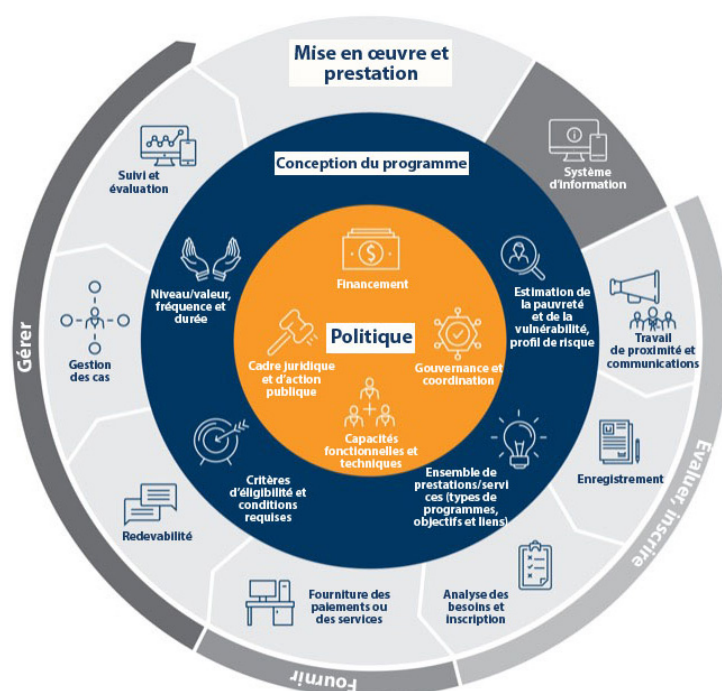 Mise en œuvre et
prestation
Conception du programme
Système
d'information
Suivi et
évaluation
Niveau/valeur,
fréquence et
durée
Financement
Estimation de
la pauvreté
et de la
vulnérabilité,
profil de risque
Travail
de proximité et
communications
Politique
Cadre juridique
et d'action
publique
Gouvernance et
coordination
Gérer
Gestion
des cas
Capacités
fonctionnelles et
techniques
Critères
d'éligibilité et
conditions
requises
Ensemble de
prestations/servi
ces (types de
programmes,
objectifs et liens)
Enregistrement
Évaluer, inscrire
Redevabilité
Fourniture des
paiements ou
des services
Analyse des
besoins et
inscription
Fournir